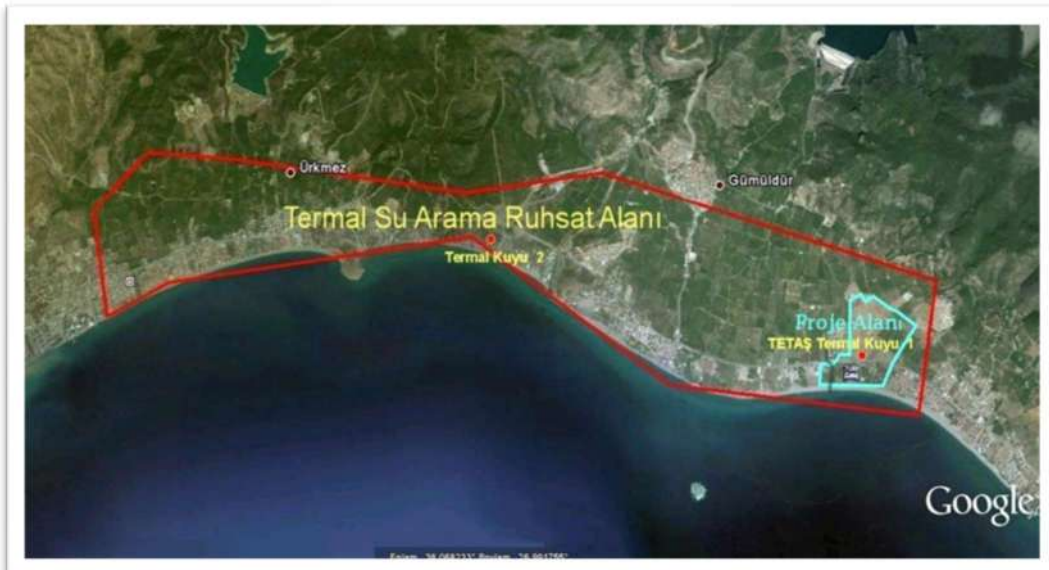 Ürkmez
Gümüldür
Termal Su Arama Ruhsat Alanı
Termal Kuyu 2
Proje Alanı
TETAŞ Termal Kuyu 1
Google